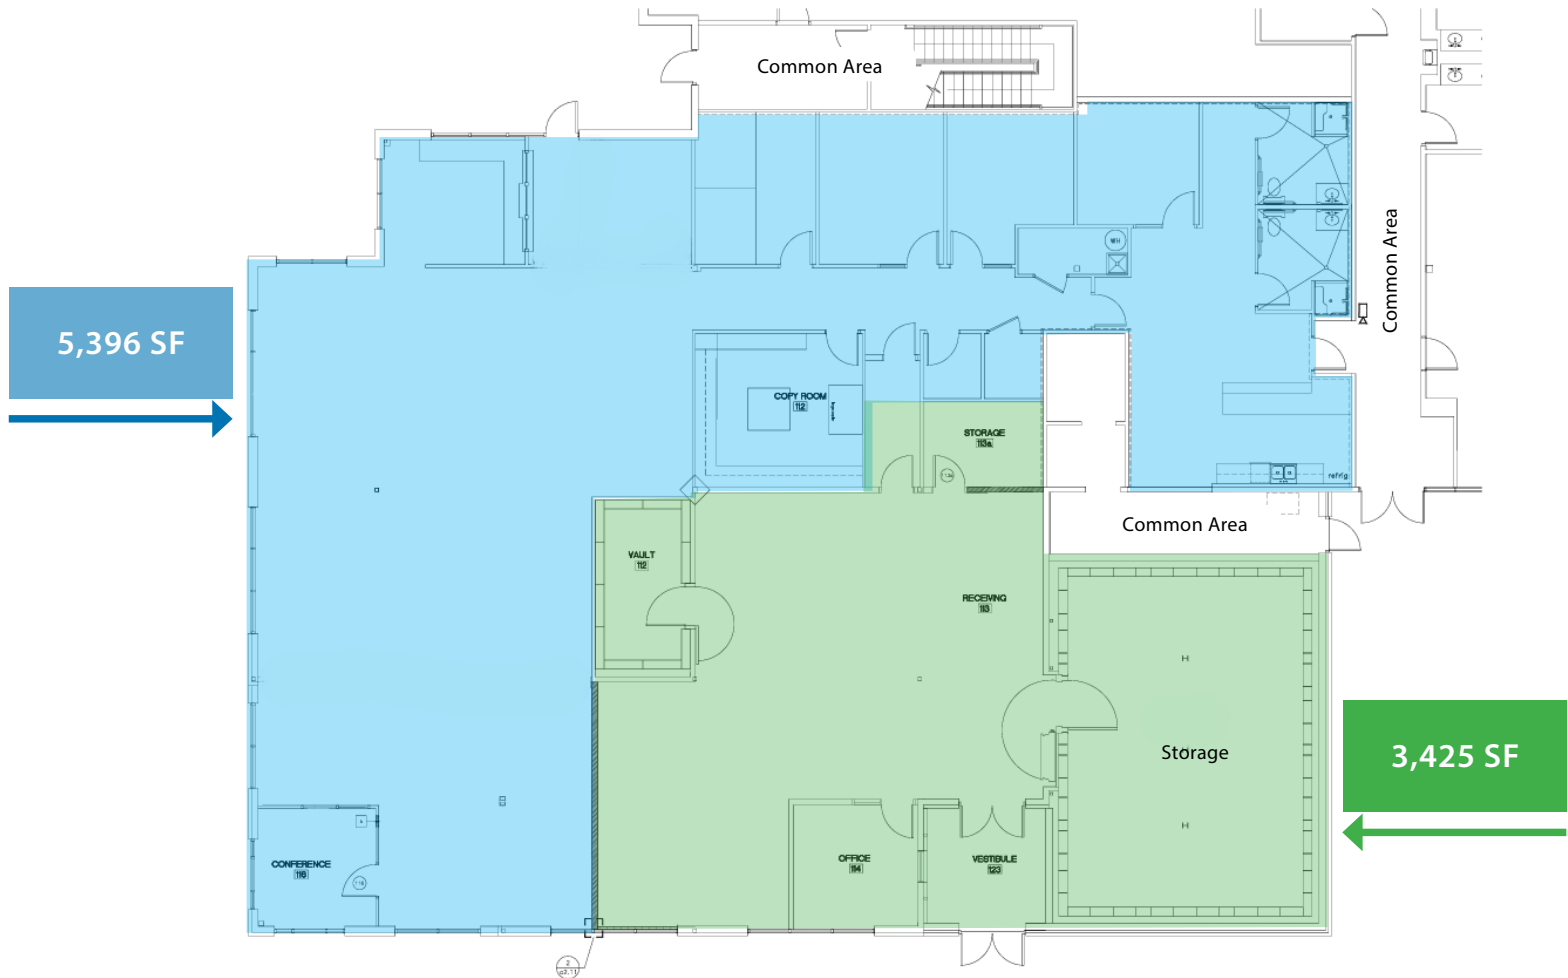 Common Area
WH
Common Area
5,396 SF
COPY ROOM
112
STORAGE
113a
refrig
Common Area
VAULT
112
RECEIVING
113
Storage
3,425 SF
CONFERENCE
116
OFFICE
114
VESTIBULE
123
2